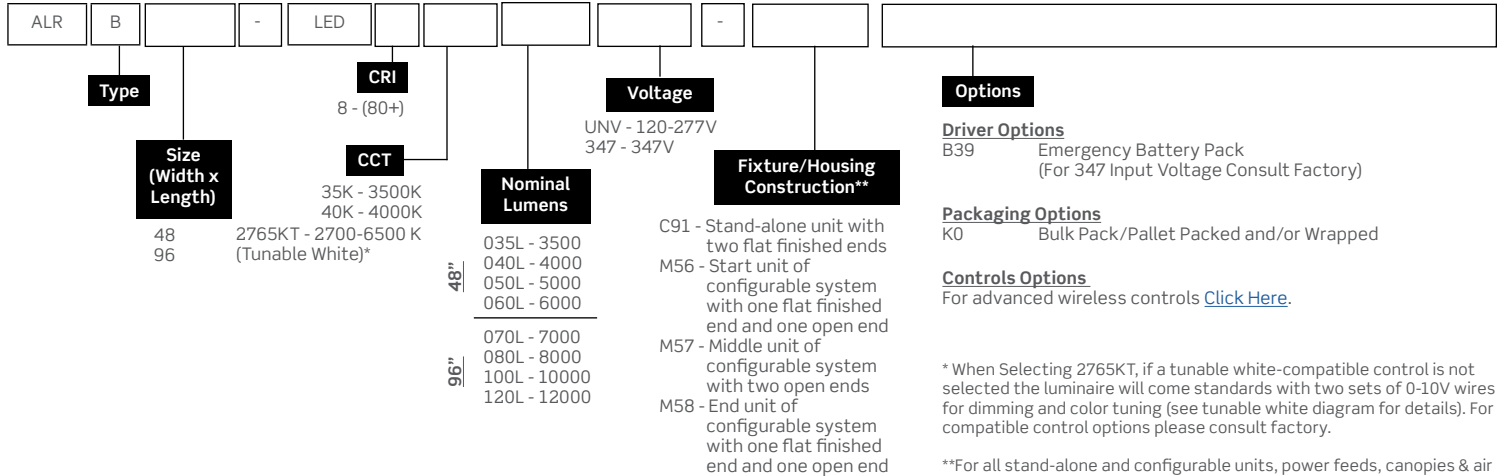 ALR B - LED -
Type
Size
(Width x
Length)
48
96
CRI
8 - (80+)
CCT
35K - 3500K
40K - 4000K
2765KT - 2700-6500 K
(Tunable White)*
Nominal
Lumens
48"
035L - 3500
040L - 4000
050L - 5000
060L - 6000
96"
070L - 7000
080L - 8000
100L - 10000
120L - 12000
Voltage
UNV - 120-277V
347 - 347V
Fixture/Housing
Construction**
C91 - Stand-alone unit with
two flat finished ends
M56 - Start unit of
configurable system
with one flat finished
end and one open end
M57 - Middle unit of
configurable system
with two open ends
M58 - End unit of
configurable system
with one flat finished
end and one open end
Options
Driver Options
B39 Emergency Battery Pack
(For 347 Input Voltage Consult Factory)
Packaging Options
K0 Bulk Pack/Pallet Packed and/or Wrapped
Controls Options
For advanced wireless controls Click Here.
* When Selecting 2765KT, if a tunable white-compatible control is not
selected the luminaire will come standards with two sets of 0-10V wires
for dimming and color tuning (see tunable white diagram for details). For
compatible control options please consult factory.
**For all stand-alone and configurable units, power feeds, canopies & air